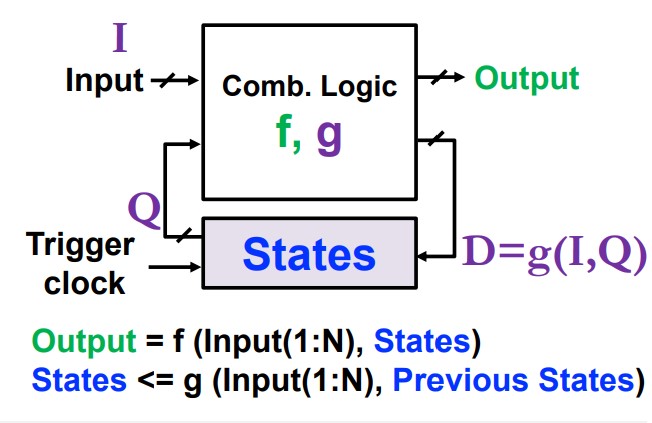 I
Input
Comb. Logic
f, g
Output
Q
Trigger
clock
States
D=g(I,Q)
Output = f (Input(1:N), States)
States <= g (Input(1:N), Previous States)